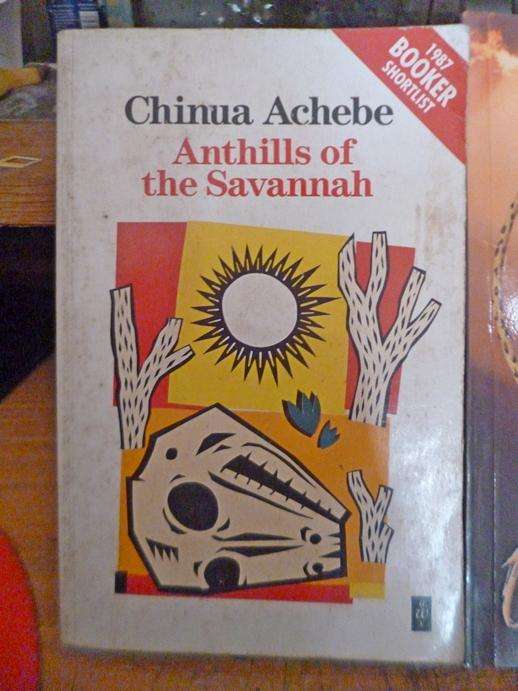 1987
BOOKER
SHORTLIST
Chinua Achebe
Anthills of
the Savannah